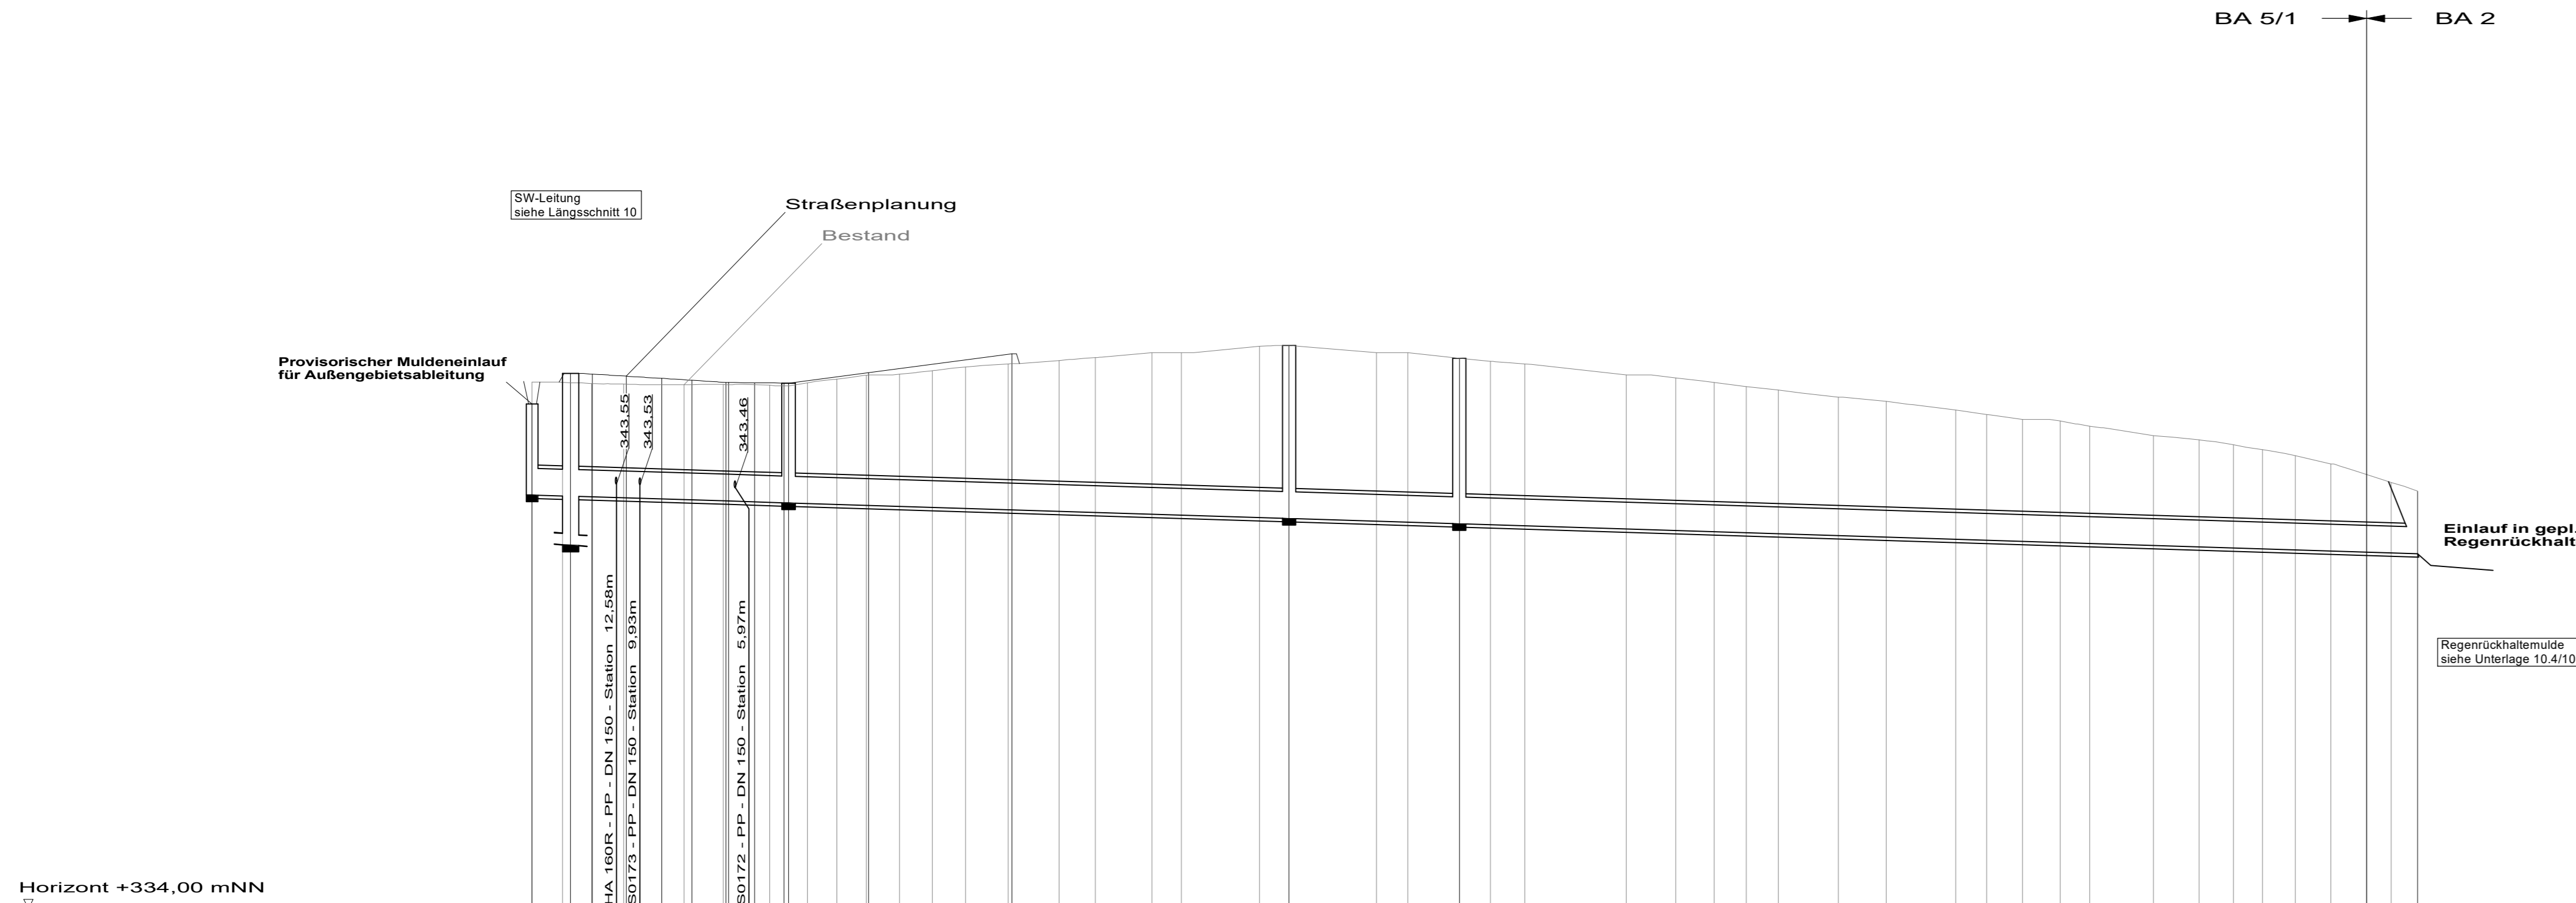 BA 5/1
BA 2
SW-Leitung
siehe Längsschnitt 10
Straßenplanung
Bestand
Provisorischer Muldeneinlauf
für Außengebietsableitung
343,55
343,53
343,46
HA 160R - PP - DN 150 - Station 12,58m
S0173 - PP - DN 150 - Station 9,93m
S0172 - PP - DN 150 - Station 5,97m
Einlauf in gepl.
Regenrückhalt
Regenrückhaltemulde
siehe Unterlage 10.4/10
Horizont +334,00 mNN